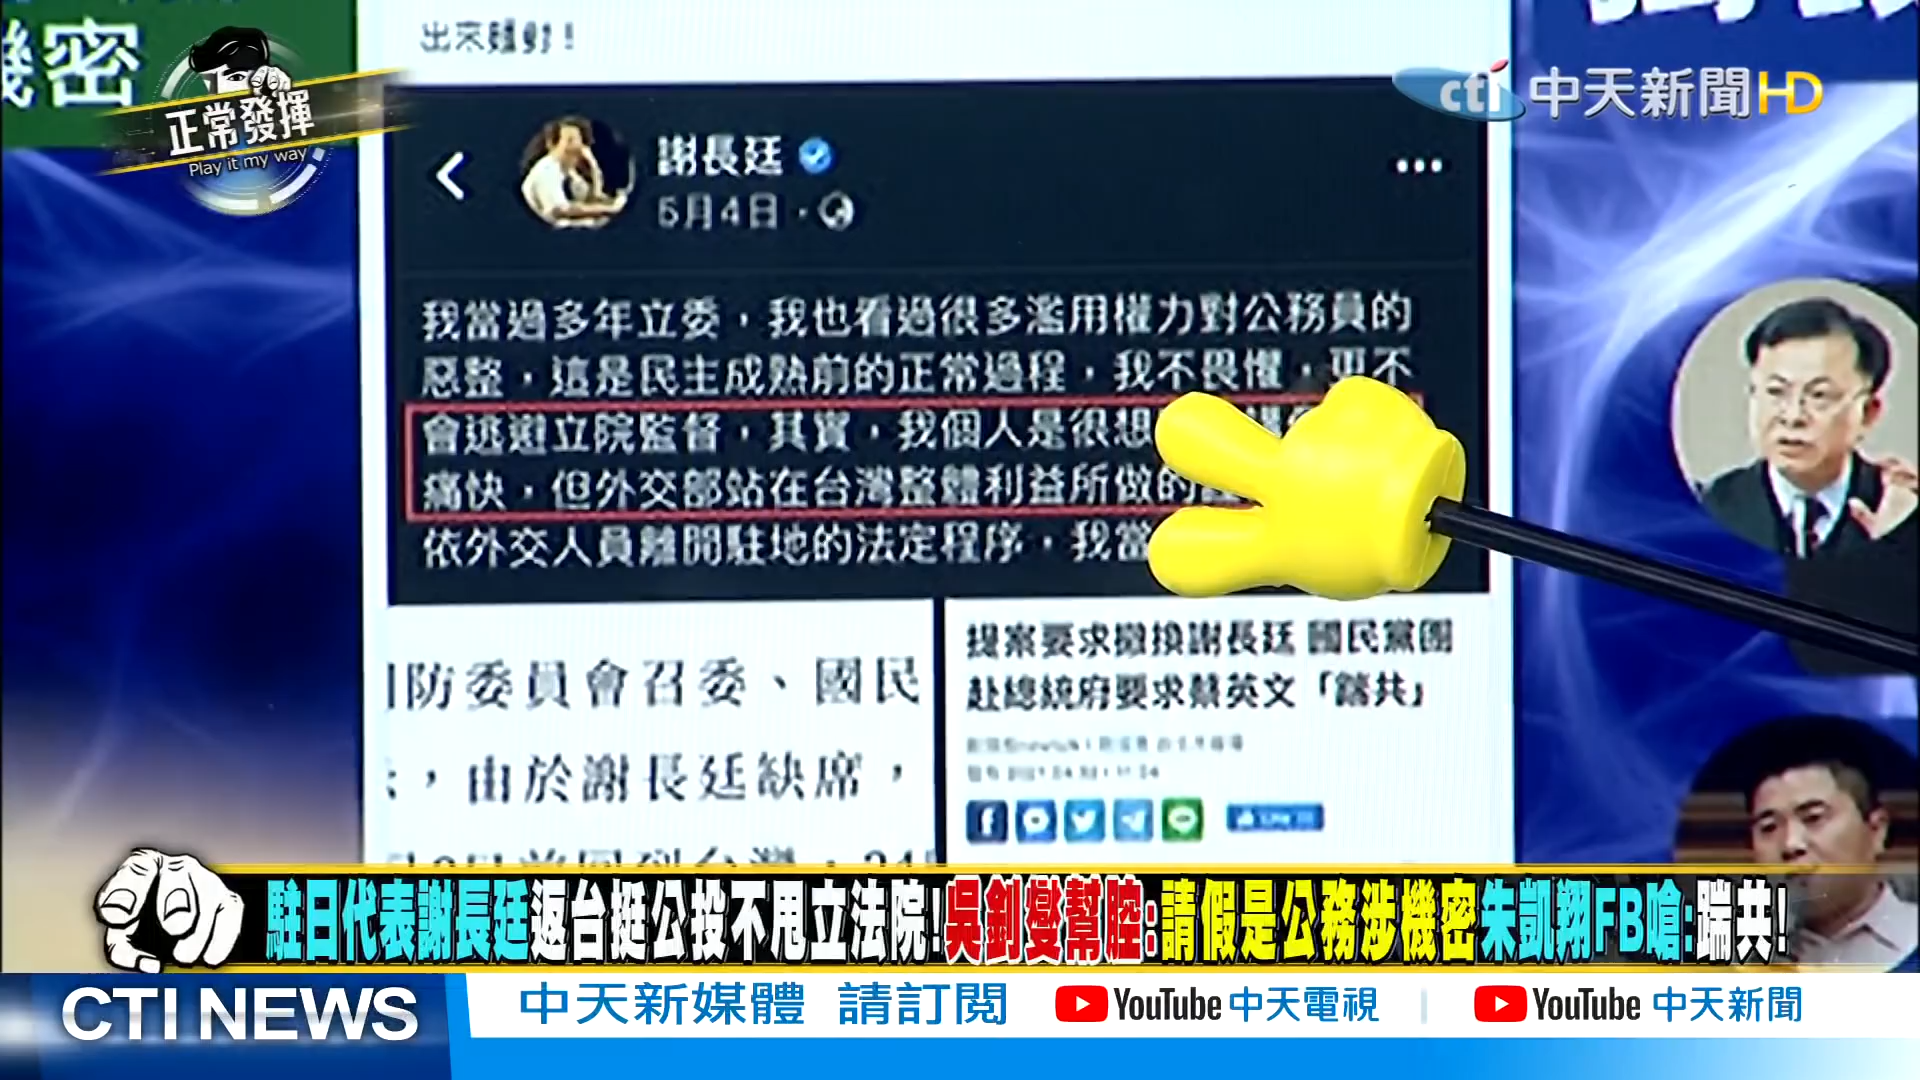 機密
正常發揮
Play it my way
cti 中天新聞HD
謝長廷
5月4日
我當過多年立委，我也看過很多濫用權力對公務員的
惡整，這是民主成熟前的正常過程，我不畏懼，更不
會逃避立院監督，其實，我個人是很想
痛快，但外交部站在台灣整體利益所做的
依外交人員離開駐地的法定程序，我當
防委員會召委、國民
，由於謝長廷缺席，
提案要求撤換謝長廷 國民黨團
赴總統府要求蔡英文「踹共」
駐日代表謝長廷返台挺公投不甩立法院!吳釗燮幫腔:請假是公務涉機密朱凱翔FB嗆:踹共!
CTI NEWS
中天新媒體 請訂閱 YouTube 中天電視 | YouTube 中天新聞